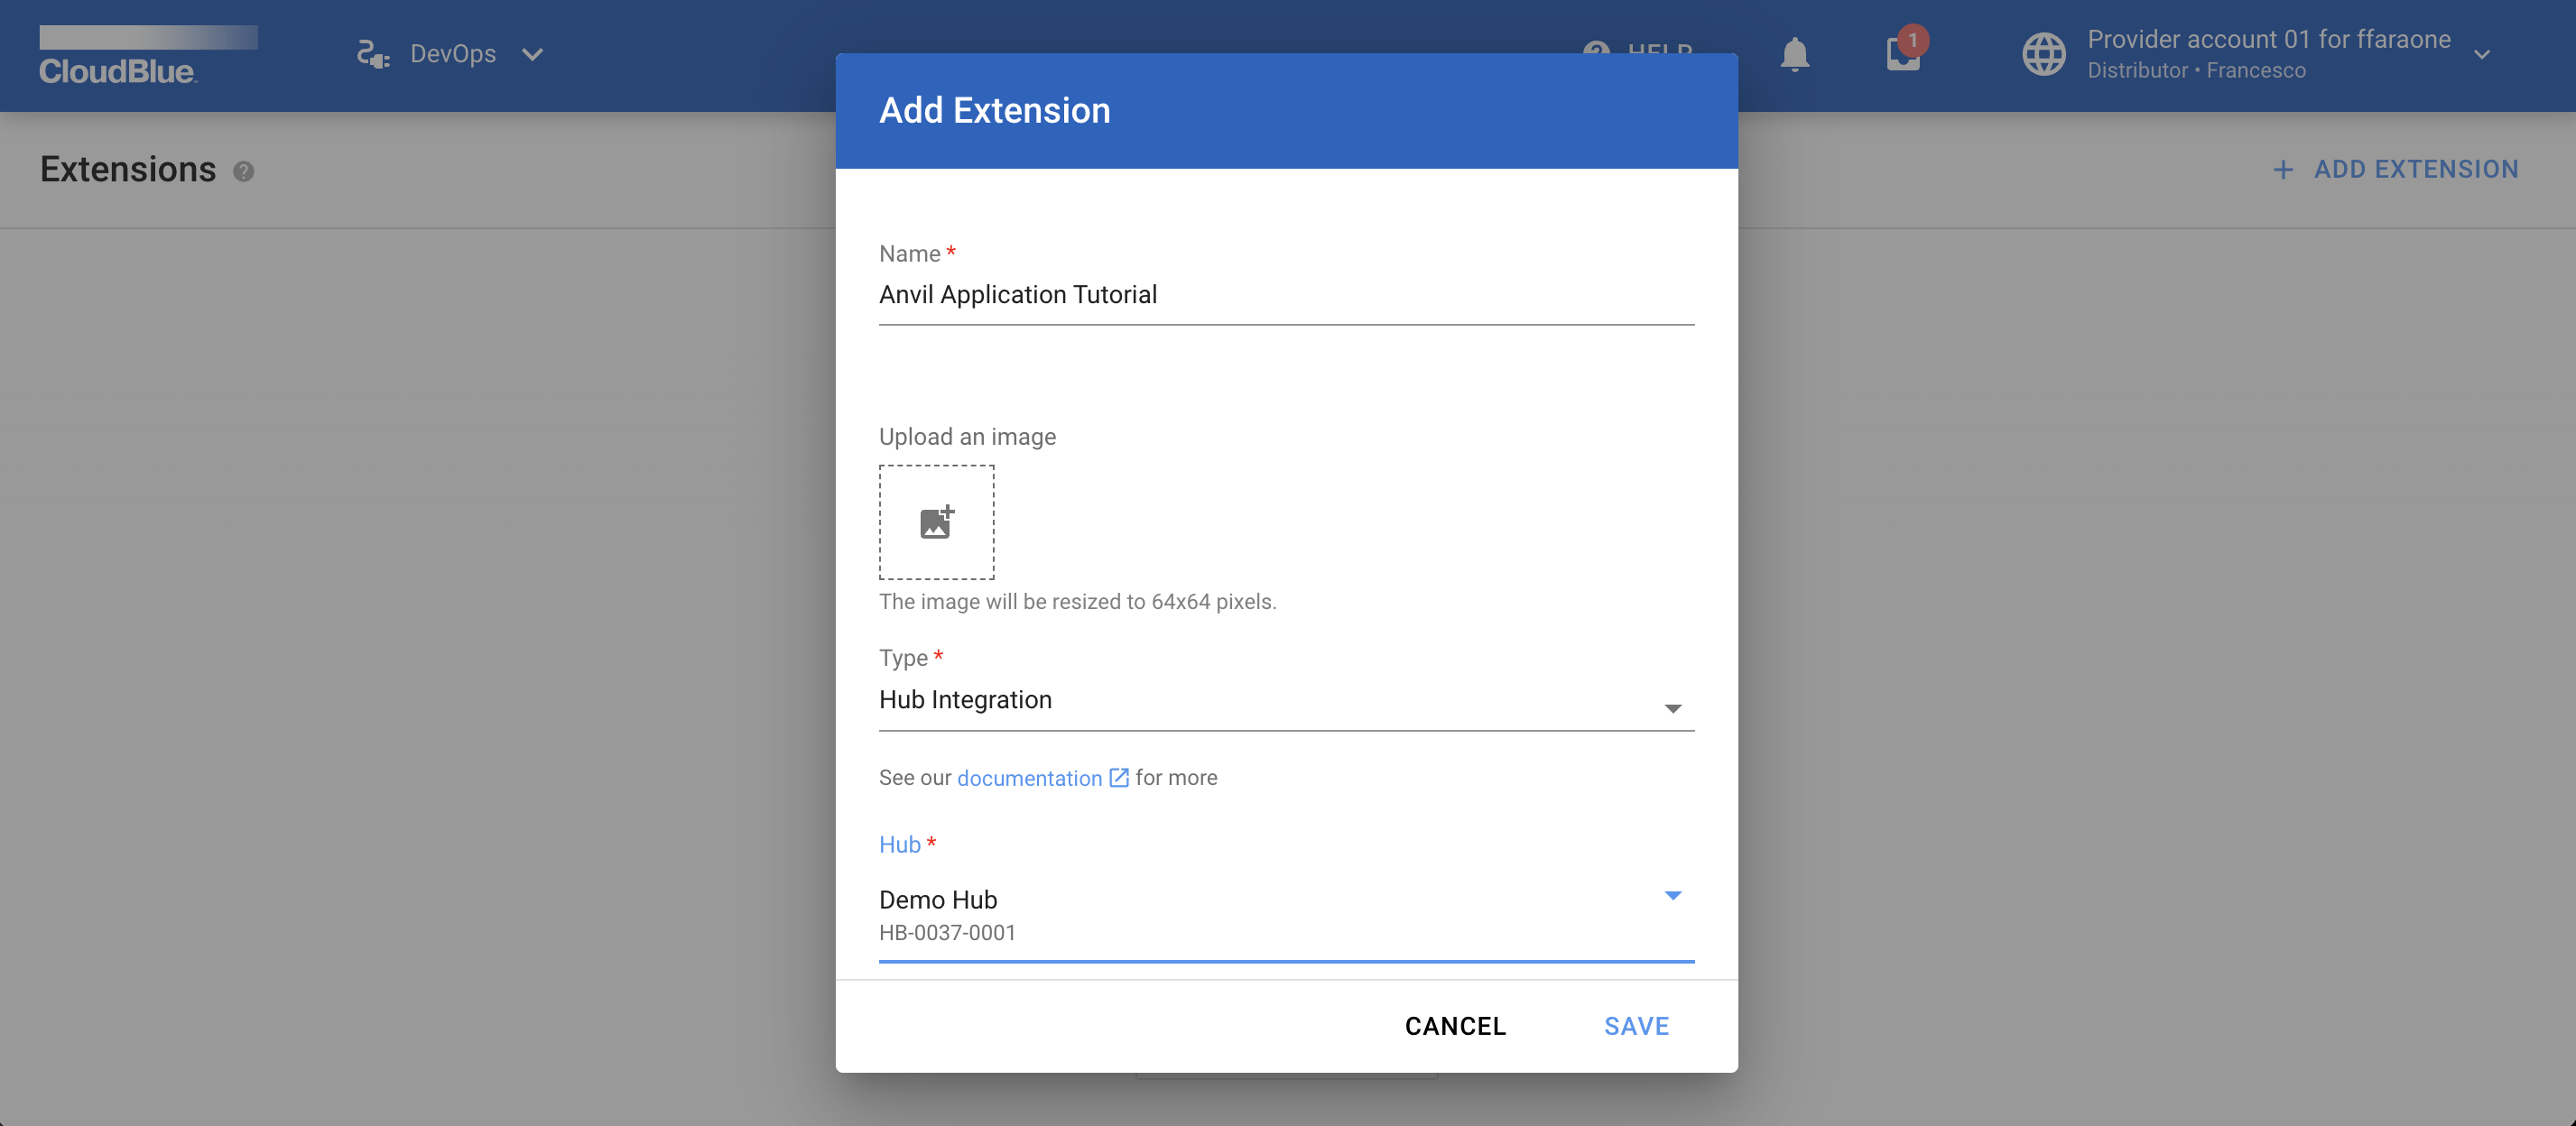 CloudBlue
DevOps
HELP
1
Provider account 01 for ffaraone
Distributor • Francesco
Extensions ?
+ ADD EXTENSION
Add Extension
Name *
Anvil Application Tutorial
Upload an image
The image will be resized to 64x64 pixels.
Type *
Hub Integration
See our documentation for more
Hub *
Demo Hub
HB-0037-0001
CANCEL
SAVE